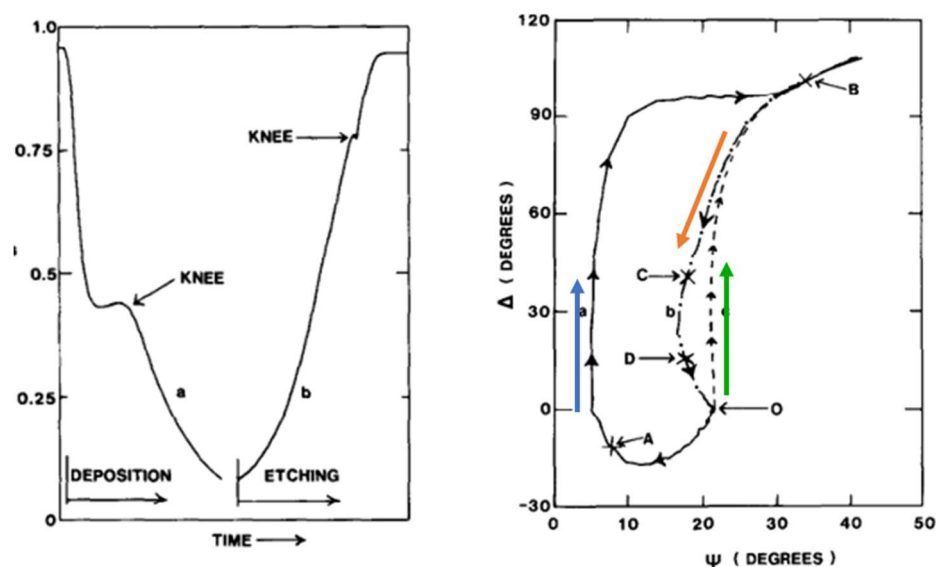 1.0
0.75
0.5
0.25
0
KNEE
KNEE
a
b
DEPOSITION
ETCHING
TIME
120
90
60
30
0
-30
0
10
20
30
40
50
Δ (DEGREES)
Ψ (DEGREES)
B
C
a
b
D
O
A